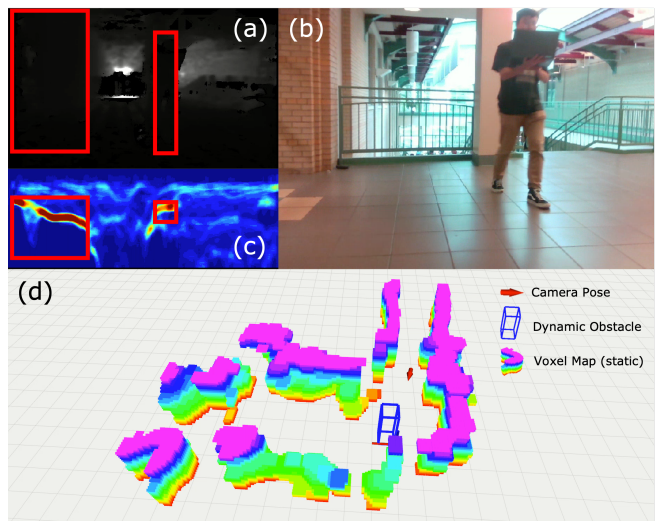 (a)
(b)
(c)
(d)
Camera Pose
Dynamic Obstacle
Voxel Map (static)